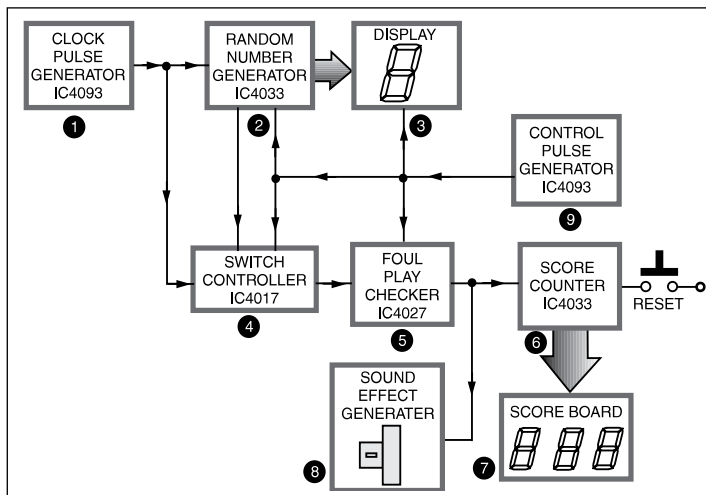 CLOCK
PULSE
GENERATOR
IC4093
1
RANDOM
NUMBER
GENERATOR
IC4033
2
DISPLAY
3
CONTROL
PULSE
GENERATOR
IC4093
9
SWITCH
CONTROLLER
IC4017
4
FOUL
PLAY
CHECKER
IC4027
5
SCORE
COUNTER
IC4033
6
RESET
SOUND
EFFECT
GENERATER
8
SCORE BOARD
7